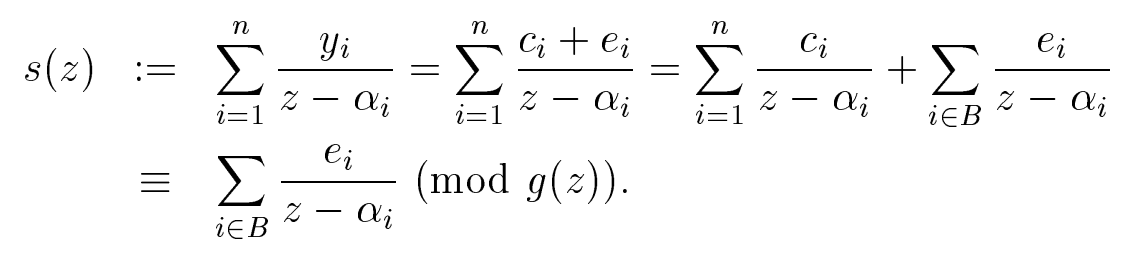 s(z) := \sum_{i=1}^{n} \frac{y_i}{z - \alpha_i} = \sum_{i=1}^{n} \frac{c_i + e_i}{z - \alpha_i} = \sum_{i=1}^{n} \frac{c_i}{z - \alpha_i} + \sum_{i \in B} \frac{e_i}{z - \alpha_i}
\equiv \sum_{i \in B} \frac{e_i}{z - \alpha_i} \pmod{g(z)}.